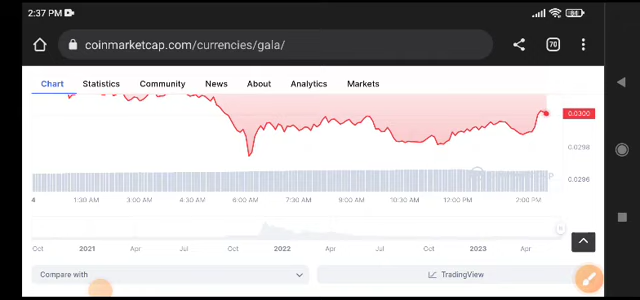 2:37 PM
coinmarketcap.com/currencies/gala/
70
Chart Statistics Community News About Analytics Markets
0.0300
0.0298
0.0296
4 1:30 AM 3:00 AM 4:30 AM 6:00 AM 7:30 AM 9:00 AM 10:30 AM 12:00 PM 2:00 PM
Oct 2021 Apr Jul Oct 2022 Apr Jul Oct 2023 Apr
Compare with TradingView